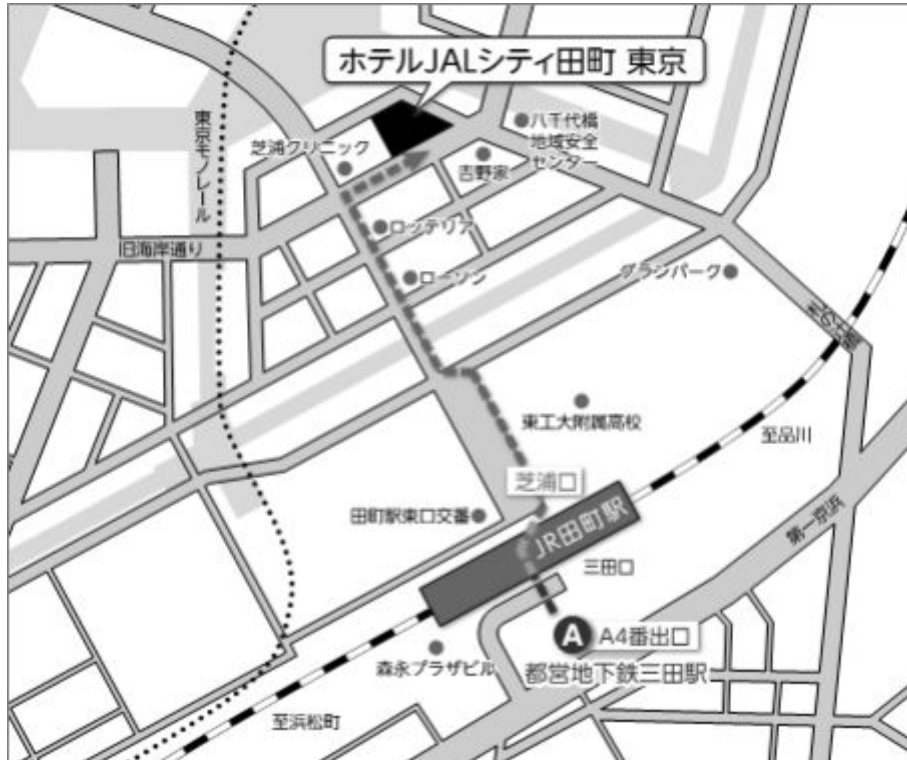 ホテルJALシティ田町 東京
東京モノレール
芝浦クリニック
八千代橋
地域安全
センター
吉野家
旧海岸通り
ロッテリア
ローソン
グランパーク
東工大附属高校
至品川
芝浦口
田町駅東口交番
JR田町駅
第一京浜
三田口
A
A4番出口
都営地下鉄三田駅
森永プラザビル
至浜松町